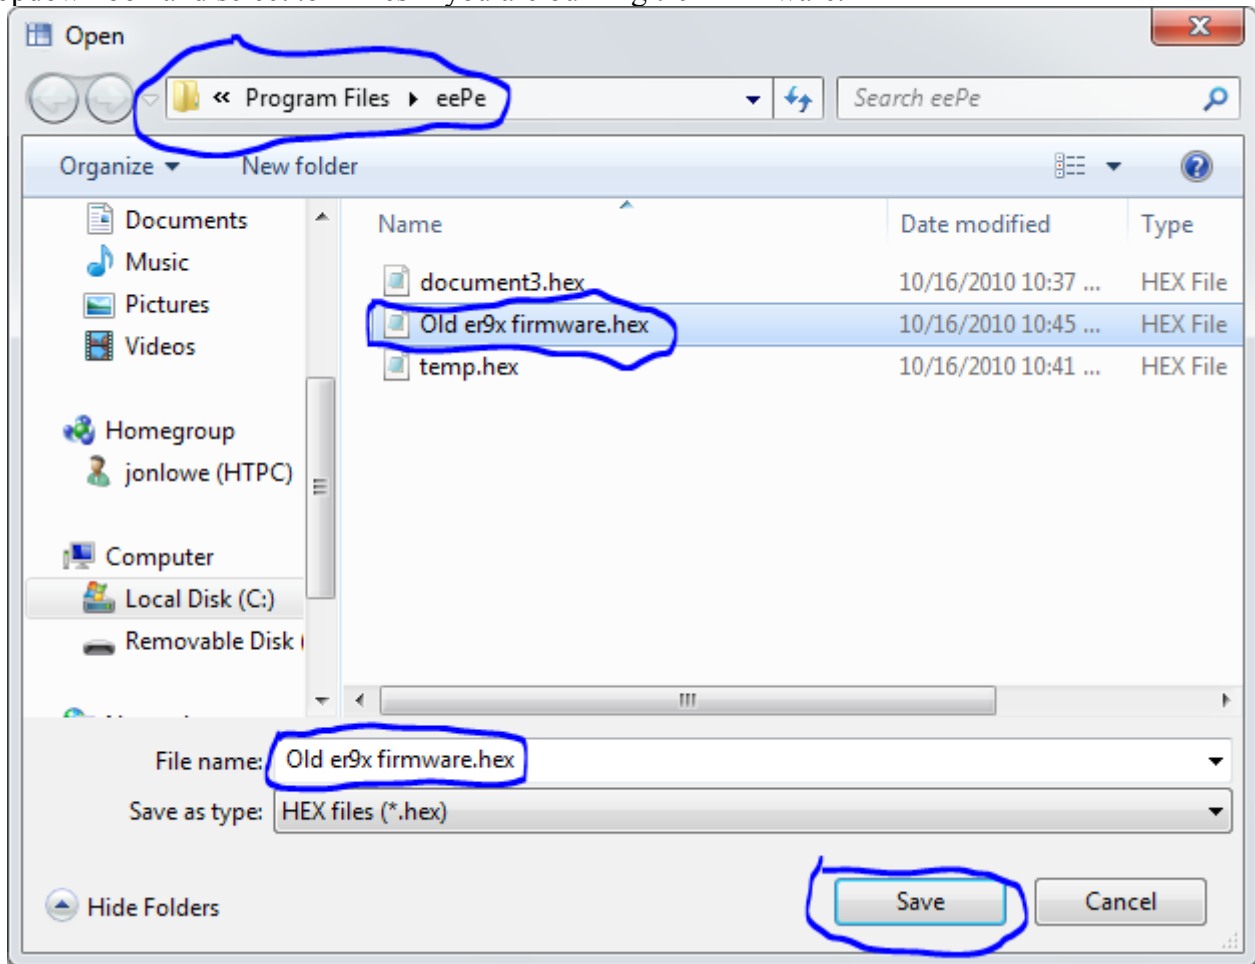 Open
« Program Files ▸ eePe
Search eePe
Organize
New folder
Name
Date modified
Type
Documents
Music
Pictures
Videos
Homegroup
jonlowe (HTPC)
Computer
Local Disk (C:)
Removable Disk (
document3.hex
10/16/2010 10:37 ...
HEX File
Old er9x firmware.hex
10/16/2010 10:45 ...
HEX File
temp.hex
10/16/2010 10:41 ...
HEX File
File name: Old er9x firmware.hex
Save as type: HEX files (*.hex)
Hide Folders
Save
Cancel